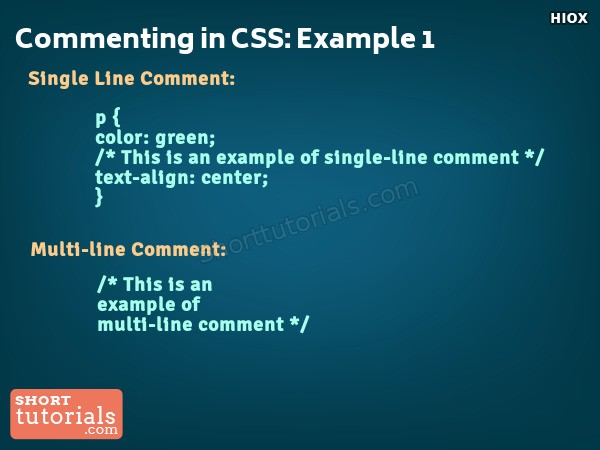 HIOX
Commenting in CSS: Example 1
Single Line Comment:
p {
color: green;
/* This is an example of single-line comment */
text-align: center;
}
shorttutorials.com
Multi-line Comment:
/* This is an
example of
multi-line comment */
SHORT
tutorials
.com